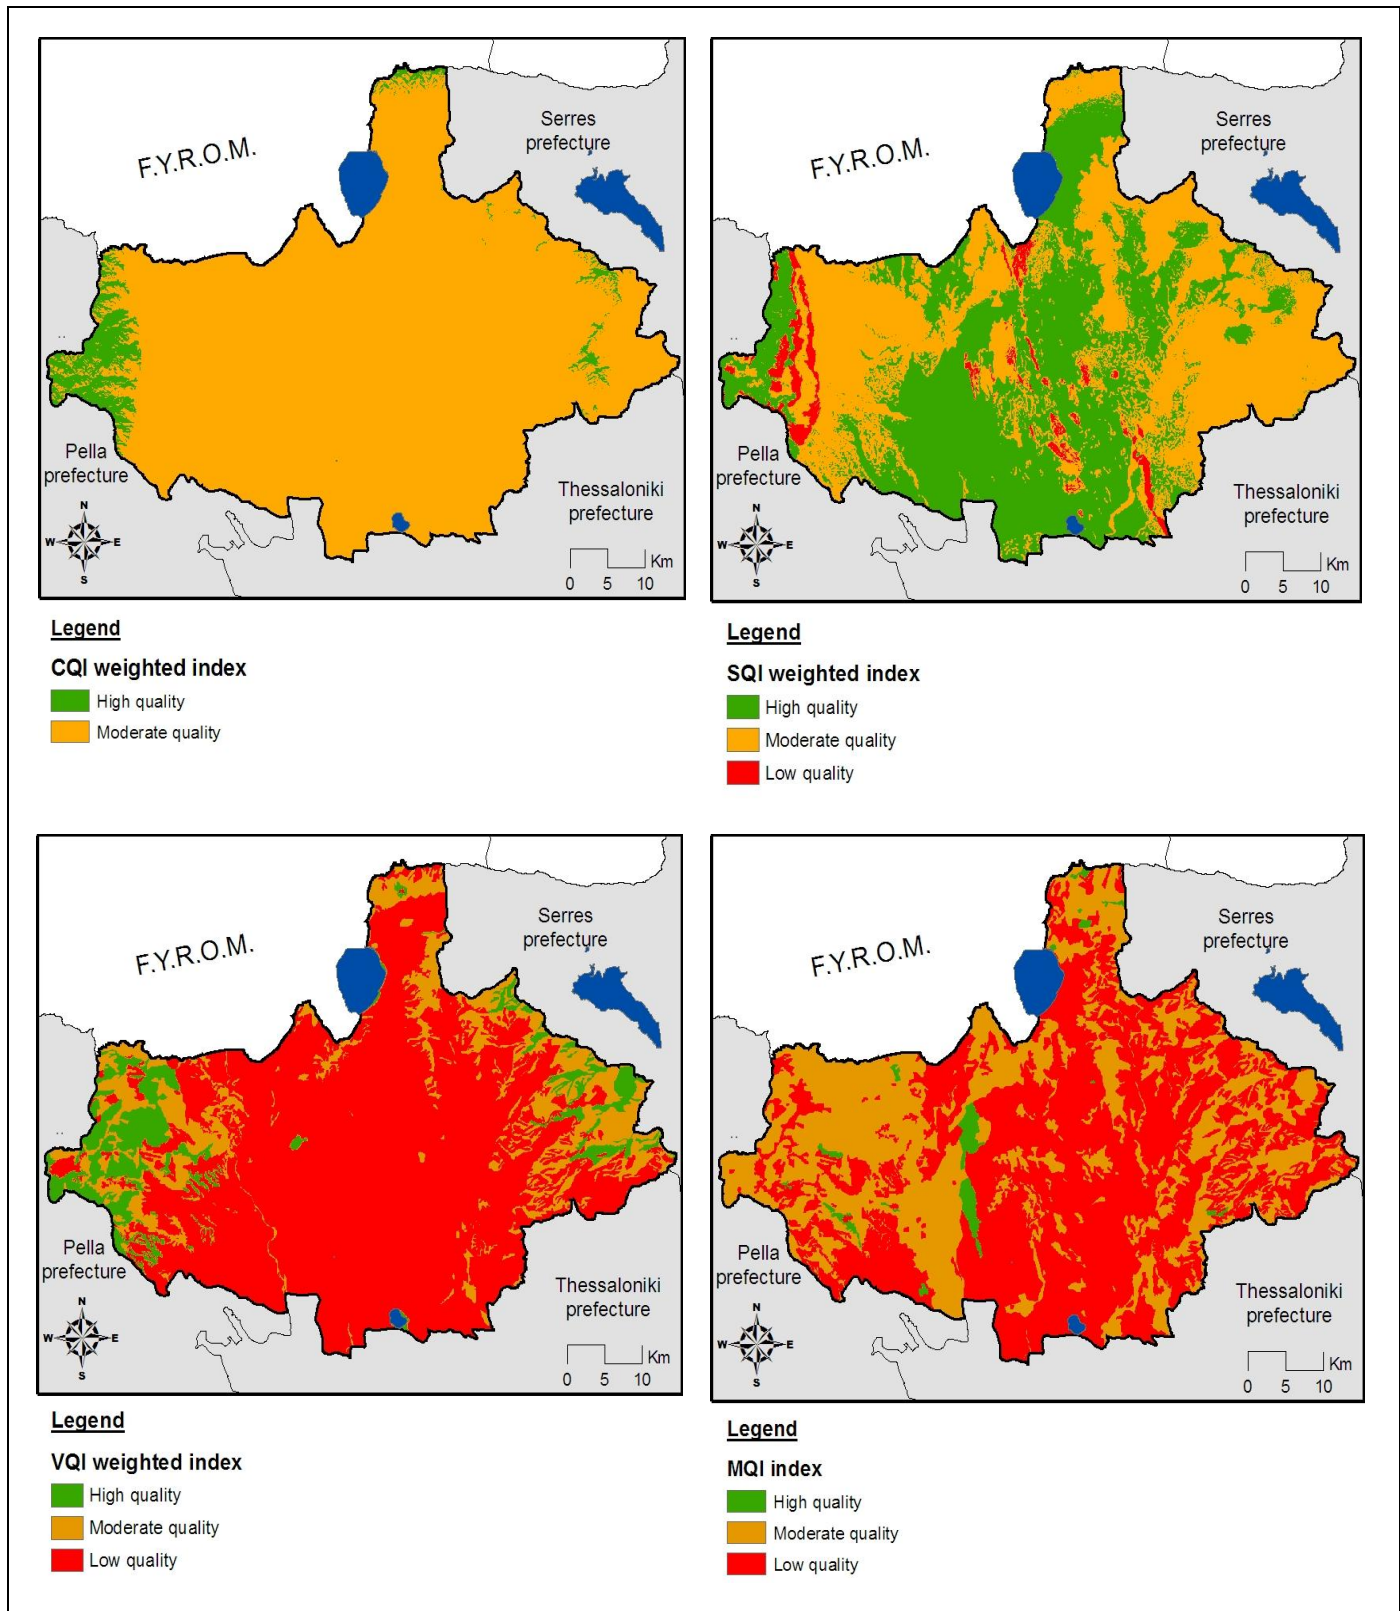 F.Y.R.O.M.
Serres
prefecture
Pella
prefecture
Thessaloniki
prefecture
N
W E
S
Km
0 5 10
Legend
CQI weighted index
High quality
Moderate quality
F.Y.R.O.M.
Serres
prefecture
Pella
prefecture
Thessaloniki
prefecture
N
W E
S
Km
0 5 10
Legend
SQI weighted index
High quality
Moderate quality
Low quality
F.Y.R.O.M.
Serres
prefecture
Pella
prefecture
Thessaloniki
prefecture
N
W E
S
Km
0 5 10
Legend
VQI weighted index
High quality
Moderate quality
Low quality
F.Y.R.O.M.
Serres
prefecture
Pella
prefecture
Thessaloniki
prefecture
N
W E
S
Km
0 5 10
Legend
MQI index
High quality
Moderate quality
Low quality